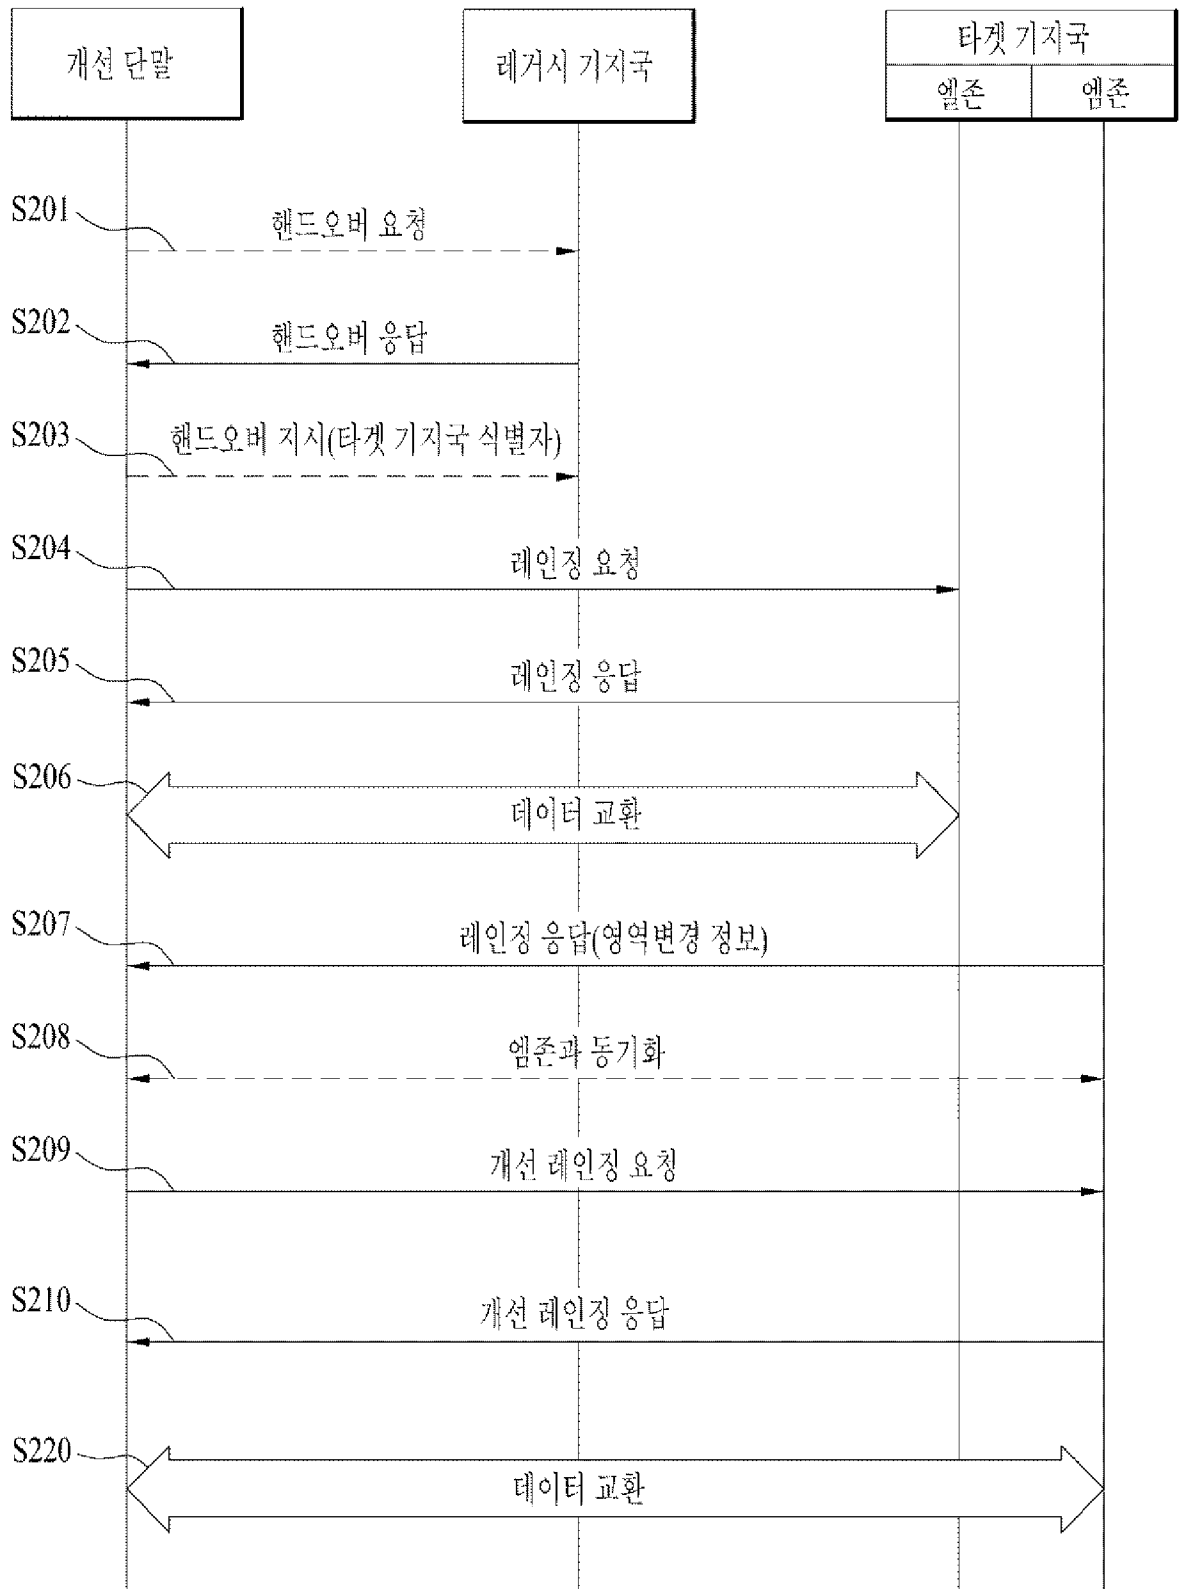 개선 단말
레거시 기지국
타겟 기지국
엘존
엠존
S201
핸드오버 요청
S202
핸드오버 응답
S203
핸드오버 지시(타겟 기지국 식별자)
S204
레인징 요청
S205
레인징 응답
S206
데이터 교환
S207
레인징 응답(영역변경 정보)
S208
엠존과 동기화
S209
개선 레인징 요청
S210
개선 레인징 응답
S220
데이터 교환